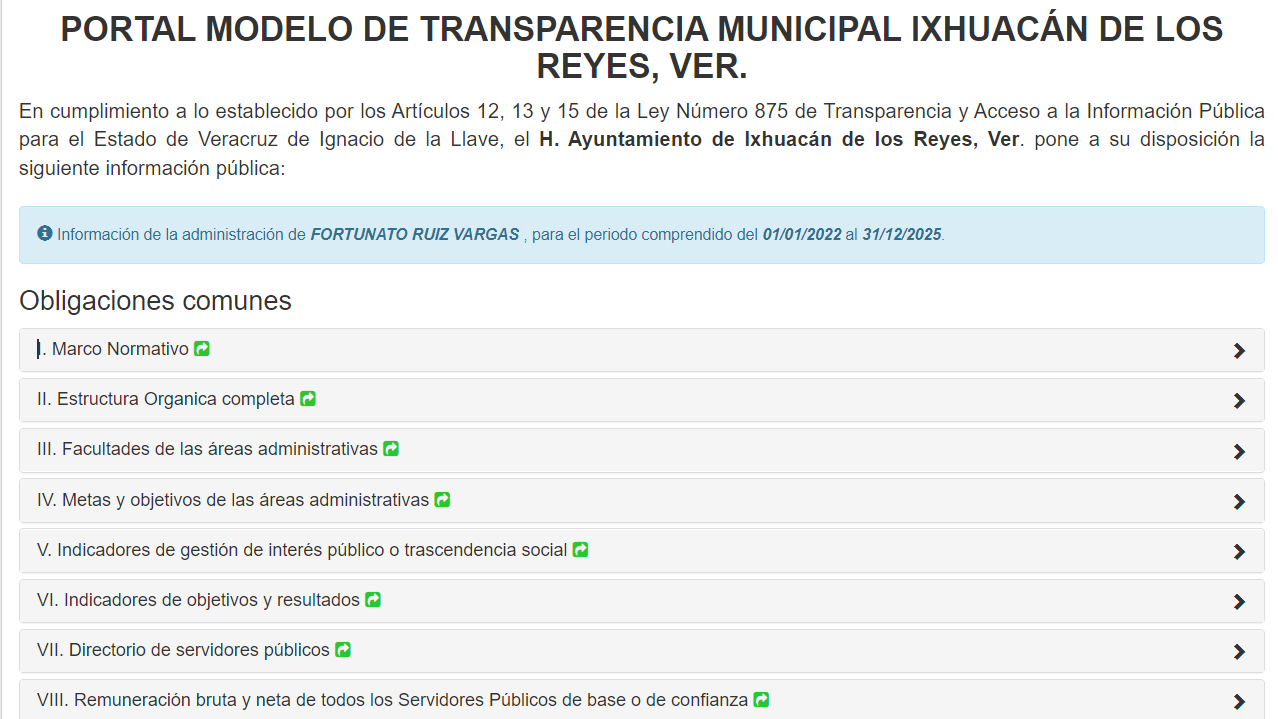 PORTAL MODELO DE TRANSPARENCIA MUNICIPAL IXHUACÁN DE LOS
REYES, VER.
En cumplimiento a lo establecido por los Artículos 12, 13 y 15 de la Ley Número 875 de Transparencia y Acceso a la Información Pública
para el Estado de Veracruz de Ignacio de la Llave, el H. Ayuntamiento de Ixhuacán de los Reyes, Ver. pone a su disposición la
siguiente información pública:
Información de la administración de FORTUNATO RUIZ VARGAS , para el periodo comprendido del 01/01/2022 al 31/12/2025.
Obligaciones comunes
I. Marco Normativo
II. Estructura Organica completa
III. Facultades de las áreas administrativas
IV. Metas y objetivos de las áreas administrativas
V. Indicadores de gestión de interés público o trascendencia social
VI. Indicadores de objetivos y resultados
VII. Directorio de servidores públicos
VIII. Remuneración bruta y neta de todos los Servidores Públicos de base o de confianza